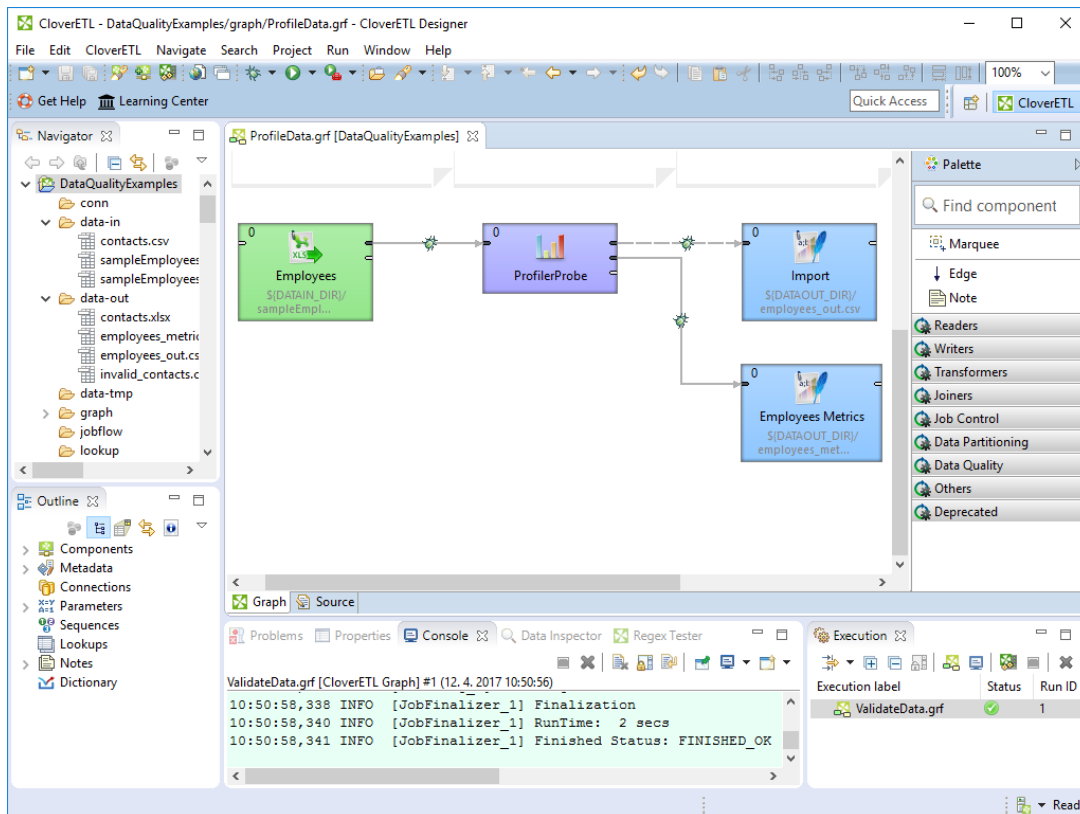 CloverETL - DataQualityExamples/graph/ProfileData.grf - CloverETL Designer
File Edit CloverETL Navigate Search Project Run Window Help
100%
Get Help Learning Center
Quick Access
CloverETL
Navigator
DataQualityExamples
conn
data-in
contacts.csv
sampleEmployees
sampleEmployees
data-out
contacts.xlsx
employees_metric
employees_out.cs
invalid_contacts.c
data-tmp
graph
jobflow
lookup
Outline
Components
Metadata
Connections
X=Y
A=1
Parameters
Sequences
Lookups
Notes
Dictionary
ProfileData.grf [DataQualityExamples]
0
XLS
Employees
${DATAIN_DIR}/
sampleEmpl...
0
ProfilerProbe
0
a;b
Import
${DATAOUT_DIR}/
employees_out.csv
0
a;b
Employees Metrics
${DATAOUT_DIR}/
employees_met...
Graph Source
Palette
Find component
Marquee
Edge
Note
Readers
Writers
Transformers
Joiners
Job Control
Data Partitioning
Data Quality
Others
Deprecated
Problems Properties Console Data Inspector Regex Tester
ValidateData.grf [CloverETL Graph] #1 (12. 4. 2017 10:50:56)
10:50:58,338 INFO [JobFinalizer_1] Finalization
10:50:58,340 INFO [JobFinalizer_1] RunTime: 2 secs
10:50:58,341 INFO [JobFinalizer_1] Finished Status: FINISHED_OK
Execution
Execution label Status Run ID
ValidateData.grf 1
Read